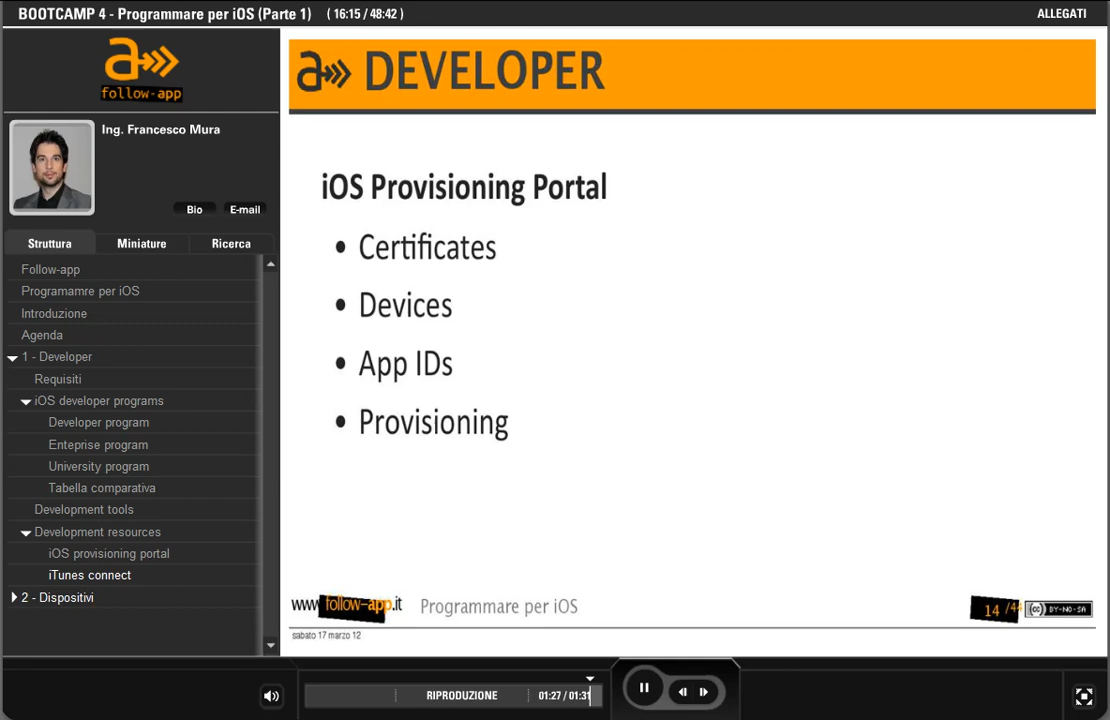 BOOTCAMP 4 - Programmare per iOS (Parte 1) ( 16:15 / 48:42 )
ALLEGATI
a
follow-app
Ing. Francesco Mura
Bio
E-mail
Struttura
Miniature
Ricerca
Follow-app
Programamre per iOS
Introduzione
Agenda
1 - Developer
Requisiti
iOS developer programs
Developer program
Enteprise program
University program
Tabella comparativa
Development tools
Development resources
iOS provisioning portal
iTunes connect
2 - Dispositivi
a DEVELOPER
iOS Provisioning Portal
• Certificates
• Devices
• App IDs
• Provisioning
www.follow-app.it
Programmare per iOS
14
cc BY-NO-SA
sabato 17 marzo 12
RIPRODUZIONE
01:27 / 01:31